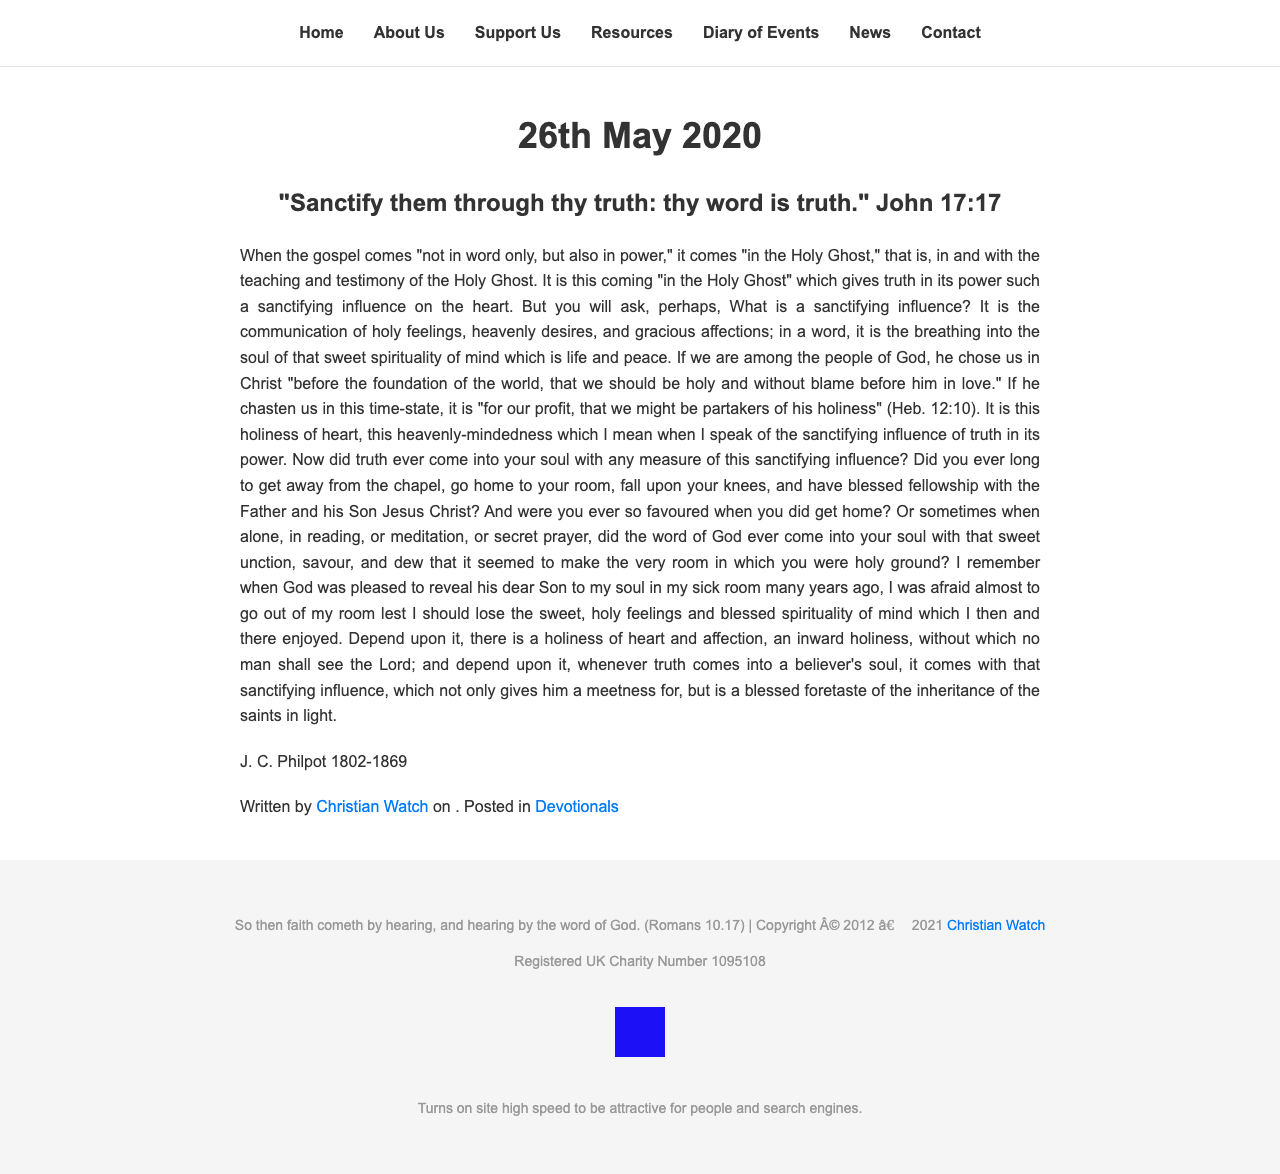 Home About Us Support Us Resources Diary of Events News Contact
26th May 2020
"Sanctify them through thy truth: thy word is truth." John 17:17
When the gospel comes "not in word only, but also in power," it comes "in the Holy Ghost," that is, in and with the
teaching and testimony of the Holy Ghost. It is this coming "in the Holy Ghost" which gives truth in its power such
a sanctifying influence on the heart. But you will ask, perhaps, What is a sanctifying influence? It is the
communication of holy feelings, heavenly desires, and gracious affections; in a word, it is the breathing into the
soul of that sweet spirituality of mind which is life and peace. If we are among the people of God, he chose us in
Christ "before the foundation of the world, that we should be holy and without blame before him in love." If he
chasten us in this time-state, it is "for our profit, that we might be partakers of his holiness" (Heb. 12:10). It is this
holiness of heart, this heavenly-mindedness which I mean when I speak of the sanctifying influence of truth in its
power. Now did truth ever come into your soul with any measure of this sanctifying influence? Did you ever long
to get away from the chapel, go home to your room, fall upon your knees, and have blessed fellowship with the
Father and his Son Jesus Christ? And were you ever so favoured when you did get home? Or sometimes when
alone, in reading, or meditation, or secret prayer, did the word of God ever come into your soul with that sweet
unction, savour, and dew that it seemed to make the very room in which you were holy ground? I remember
when God was pleased to reveal his dear Son to my soul in my sick room many years ago, I was afraid almost to
go out of my room lest I should lose the sweet, holy feelings and blessed spirituality of mind which I then and
there enjoyed. Depend upon it, there is a holiness of heart and affection, an inward holiness, without which no
man shall see the Lord; and depend upon it, whenever truth comes into a believer's soul, it comes with that
sanctifying influence, which not only gives him a meetness for, but is a blessed foretaste of the inheritance of the
saints in light.
J. C. Philpot 1802-1869
Written by Christian Watch on . Posted in Devotionals
So then faith cometh by hearing, and hearing by the word of God. (Romans 10.17) | Copyright Â© 2012 â€ 2021 Christian Watch
Registered UK Charity Number 1095108
Turns on site high speed to be attractive for people and search engines.